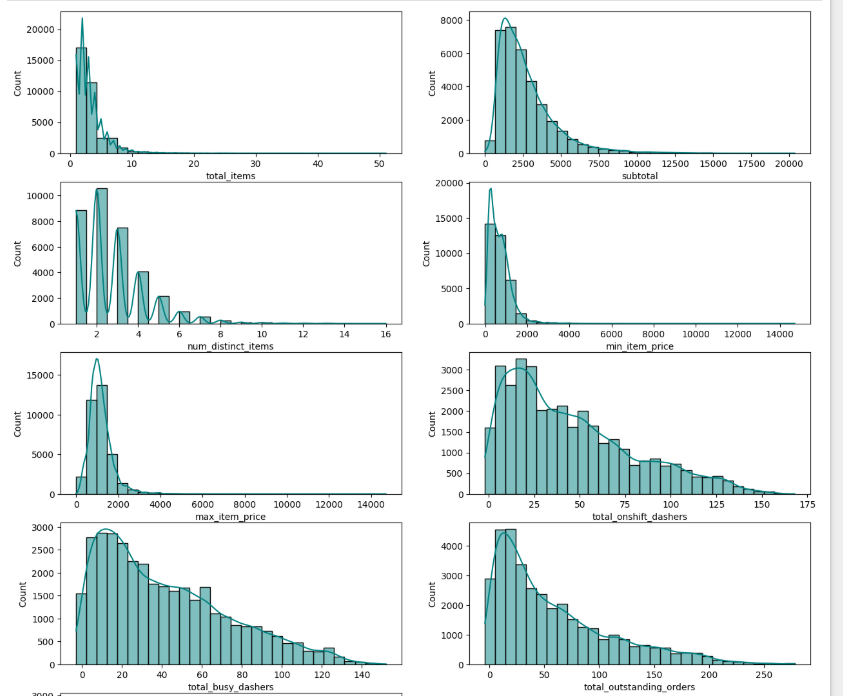 20000
15000
10000
5000
0
Count
0 10 20 30 40 50
total_items
8000
6000
4000
2000
0
Count
0 2500 5000 7500 10000 12500 15000 17500 20000
subtotal
10000
8000
6000
4000
2000
0
Count
2 4 6 8 10 12 14 16
num_distinct_items
20000
15000
10000
5000
0
Count
0 2000 4000 6000 8000 10000 12000 14000
min_item_price
15000
10000
5000
0
Count
0 2000 4000 6000 8000 10000 12000 14000
max_item_price
3000
2500
2000
1500
1000
500
0
Count
0 25 50 75 100 125 150 175
total_onshift_dashers
3000
2500
2000
1500
1000
500
0
Count
0 20 40 60 80 100 120 140
total_busy_dashers
4000
3000
2000
1000
0
Count
0 50 100 150 200 250
total_outstanding_orders